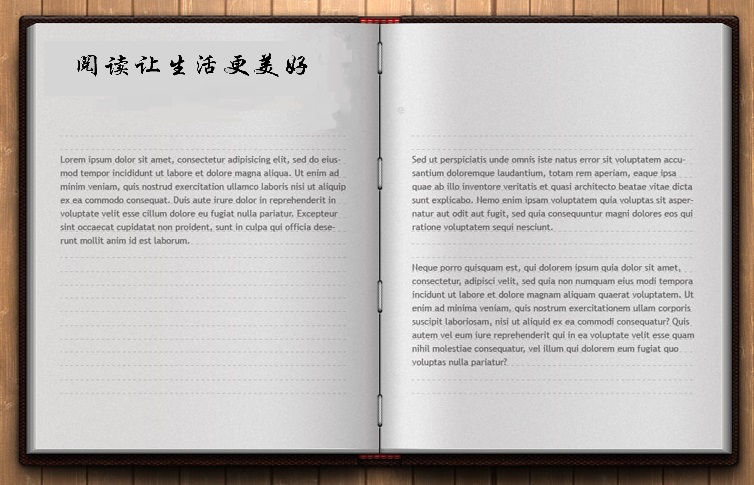 阅读让生活更美好
Lorem ipsum dolor sit amet, consectetur adipisicing elit, sed do eius-
mod tempor incididunt ut labore et dolore magna aliqua. Ut enim ad
minim veniam, quis nostrud exercitation ullamco laboris nisi ut aliquip
ex ea commodo consequat. Duis aute irure dolor in reprehenderit in
voluptate velit esse cillum dolore eu fugiat nulla pariatur. Excepteur
sint occaecat cupidatat non proident, sunt in culpa qui officia dese-
runt mollit anim id est laborum.
Sed ut perspiciatis unde omnis iste natus error sit voluptatem accu-
santium doloremque laudantium, totam rem aperiam, eaque ipsa
quae ab illo inventore veritatis et quasi architecto beatae vitae dicta
sunt explicabo. Nemo enim ipsam voluptatem quia voluptas sit asper-
natur aut odit aut fugit, sed quia consequuntur magni dolores eos qui
ratione voluptatem sequi nesciunt.
Neque porro quisquam est, qui dolorem ipsum quia dolor sit amet,
consectetur, adipisci velit, sed quia non numquam eius modi tempora
incidunt ut labore et dolore magnam aliquam quaerat voluptatem. Ut
enim ad minima veniam, quis nostrum exercitationem ullam corporis
suscipit laboriosam, nisi ut aliquid ex ea commodi consequatur? Quis
autem vel eum iure reprehenderit qui in ea voluptate velit esse quam
nihil molestiae consequatur, vel illum qui dolorem eum fugiat quo
voluptas nulla pariatur?